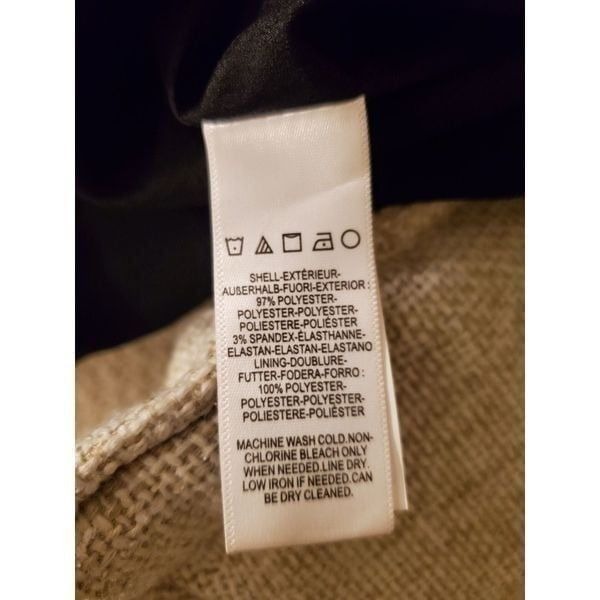 SHELL-EXTÉRIEUR-
AUßERHALB-FUORI-EXTERIOR :
97% POLYESTER-
POLYESTER-POLYESTER-
POLIESTERE-POLIÉSTER
3% SPANDEX-ÉLASTHANNE-
ELASTAN-ELASTAN-ELASTANO
LINING-DOUBLURE-
FUTTER-FODERA-FORRO :
100% POLYESTER-
POLYESTER-POLYESTER-
POLIESTERE-POLIÉSTER
MACHINE WASH COLD.NON-
CHLORINE BLEACH ONLY
WHEN NEEDED.LINE DRY.
LOW IRON IF NEEDED.CAN
BE DRY CLEANED.